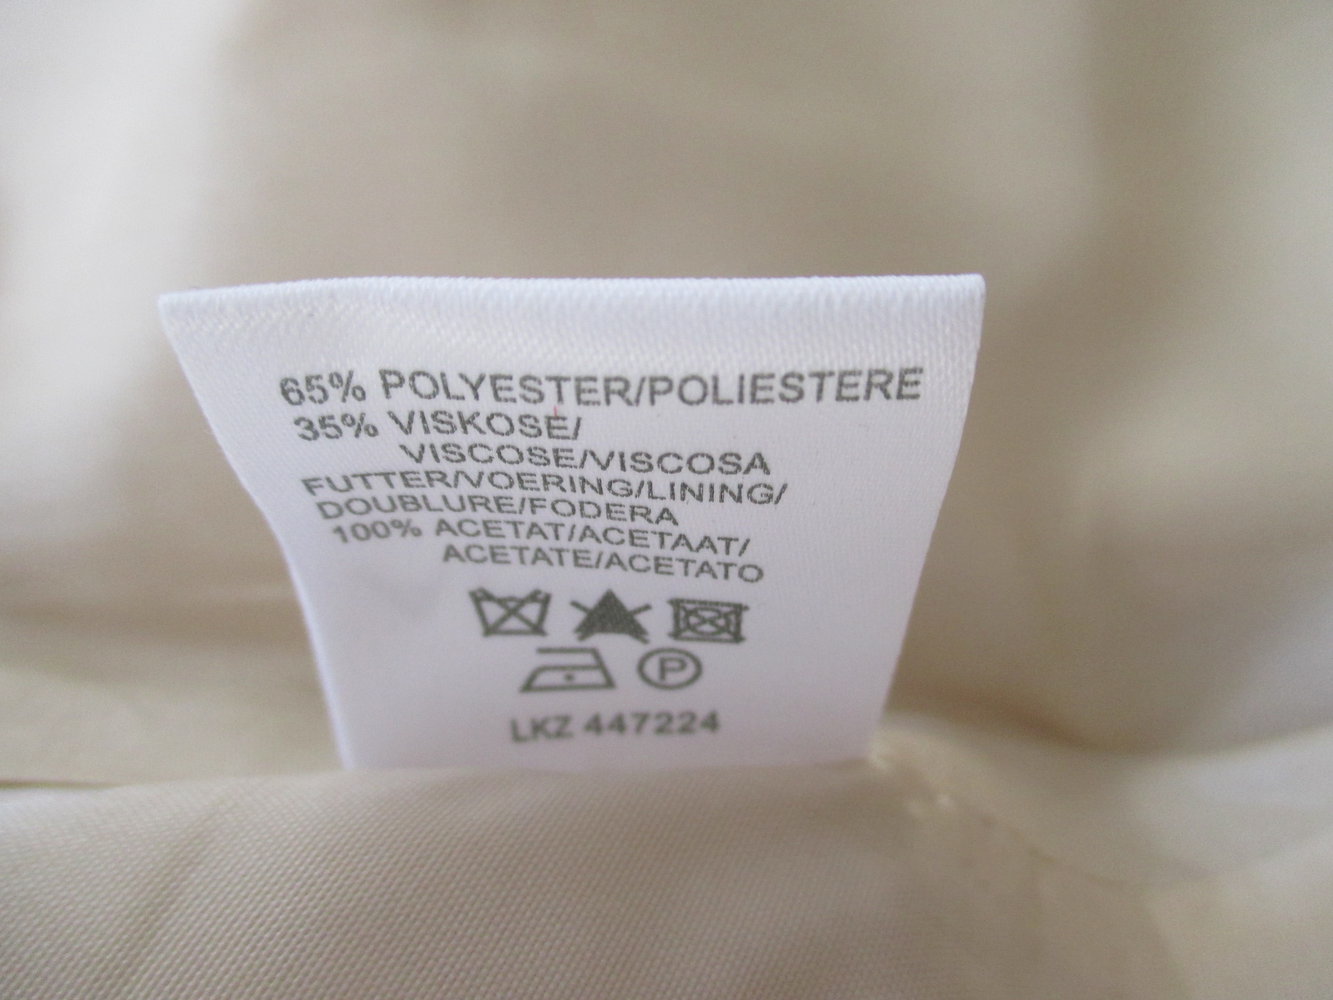 65% POLYESTER/POLIESTERE
35% VISKOSE/
VISCOSE/VISCOSA
FUTTER/VOERING/LINING/
DOUBLURE/FODERA
100% ACETAT/ACETAAT/
ACETATE/ACETATO
P
LKZ 447224